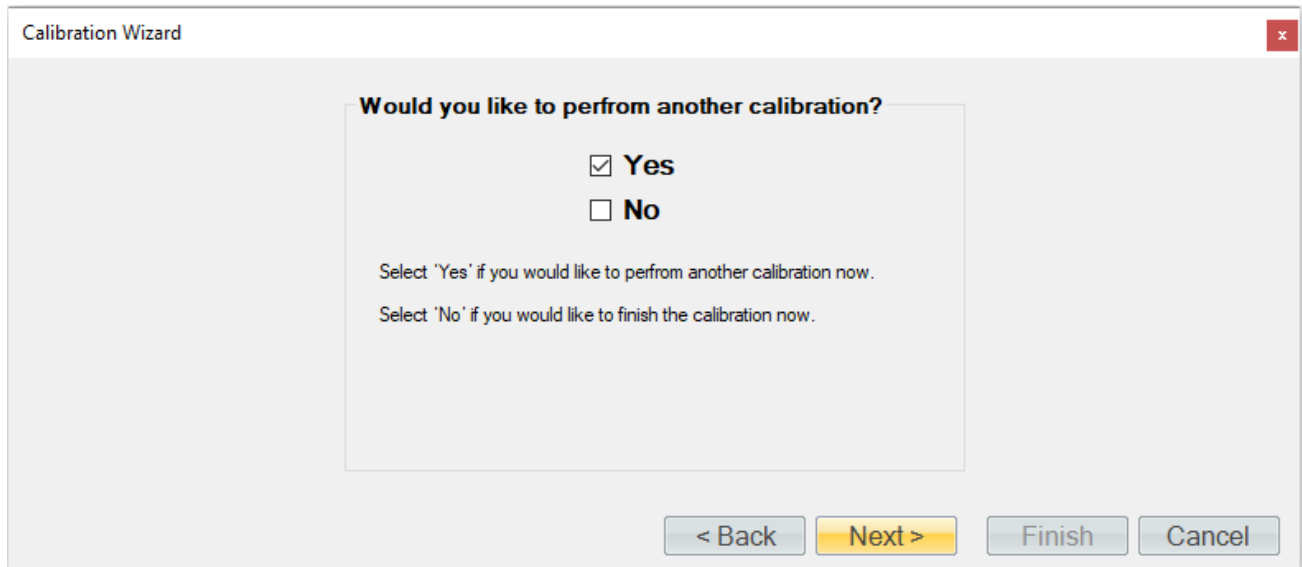 Calibration Wizard
x
Would you like to perfrom another calibration?
Yes
No
Select 'Yes' if you would like to perfrom another calibration now.
Select 'No' if you would like to finish the calibration now.
< Back Next > Finish Cancel